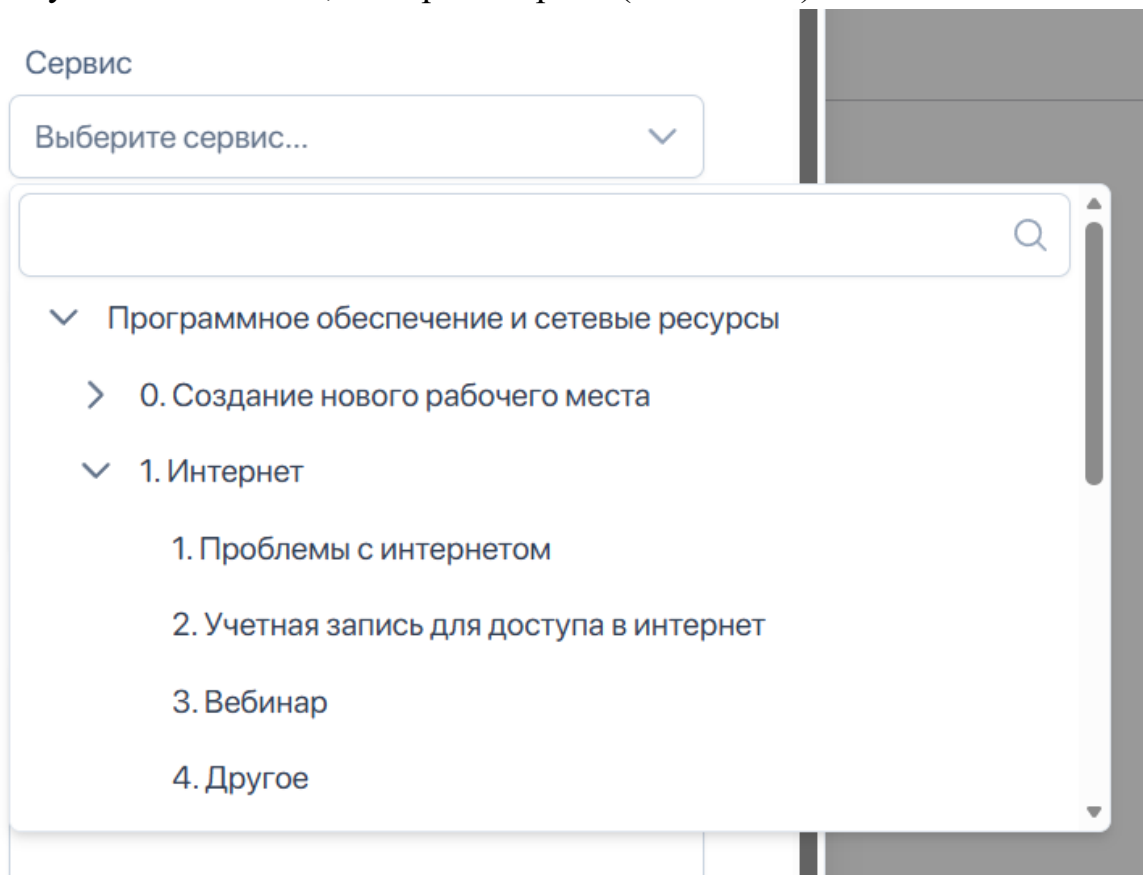 Сервис
Выберите сервис...
Программное обеспечение и сетевые ресурсы
0. Создание нового рабочего места
1. Интернет
1. Проблемы с интернетом
2. Учетная запись для доступа в интернет
3. Вебинар
4. Другое